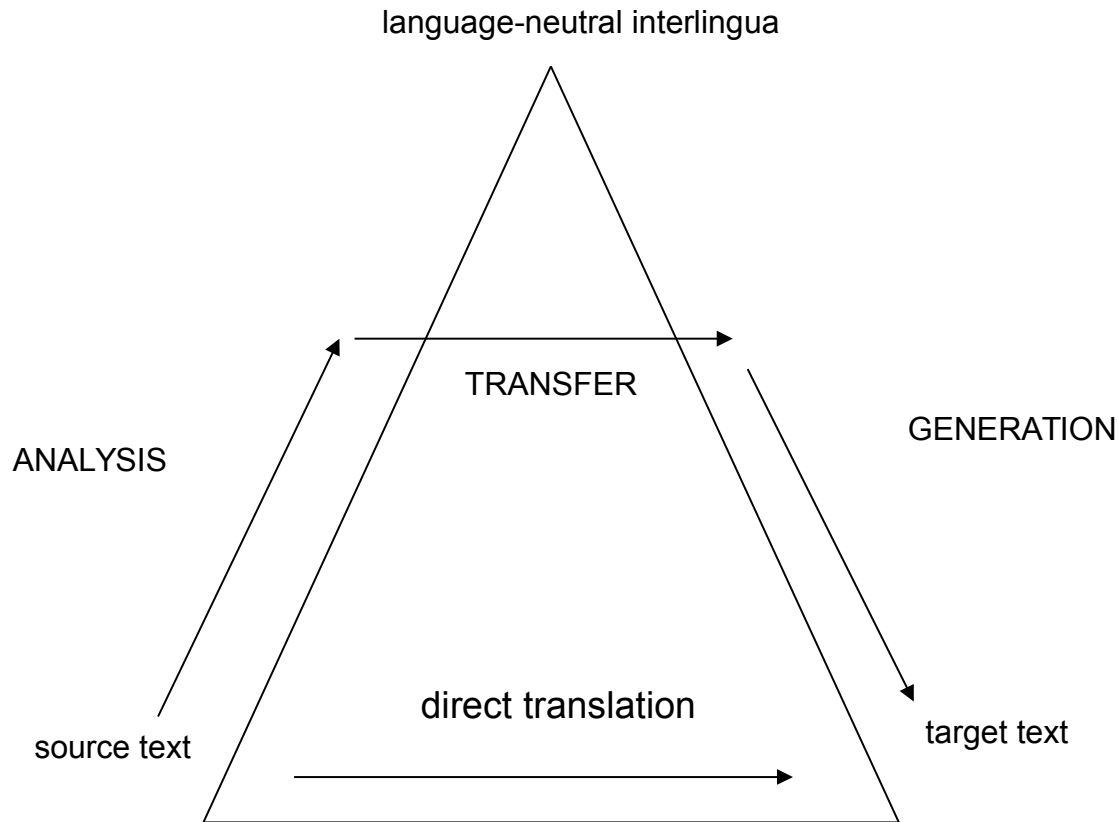 language-neutral interlingua
TRANSFER
GENERATION
ANALYSIS
direct translation
source text
target text